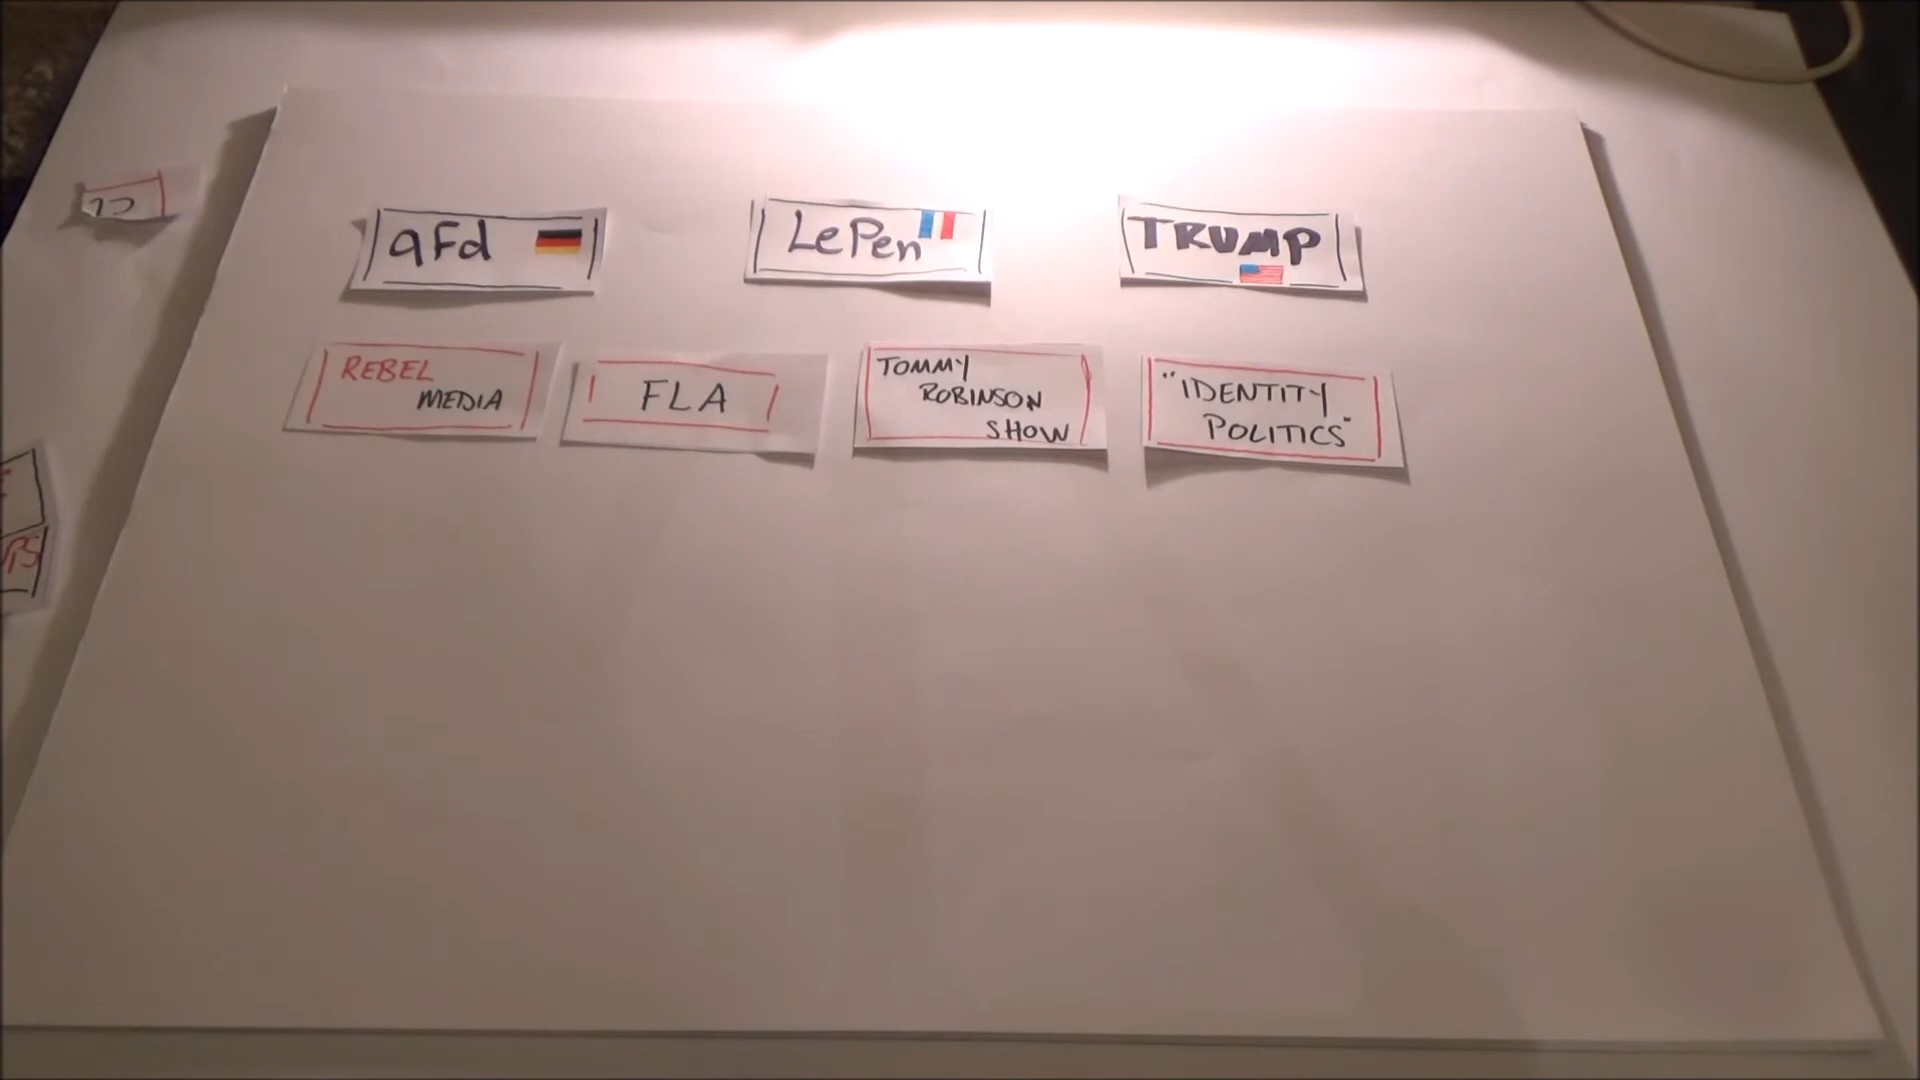 afd
LePen
TRUMP
REBEL
MEDIA
FLA
TOMMY
ROBINSON
SHOW
"IDENTITY
POLITICS"